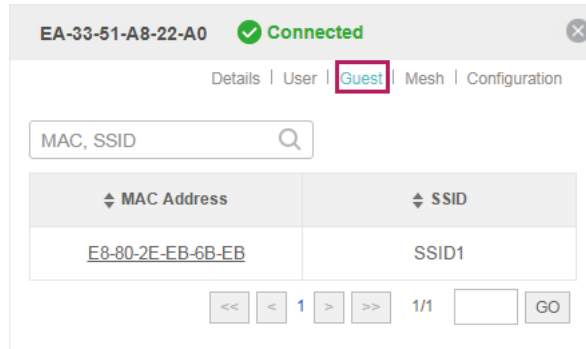 EA-33-51-A8-22-A0 Connected
Details | User | Guest | Mesh | Configuration
MAC, SSID
MAC Address SSID
E8-80-2E-EB-6B-EB SSID1
<< < 1 > >> 1/1 GO